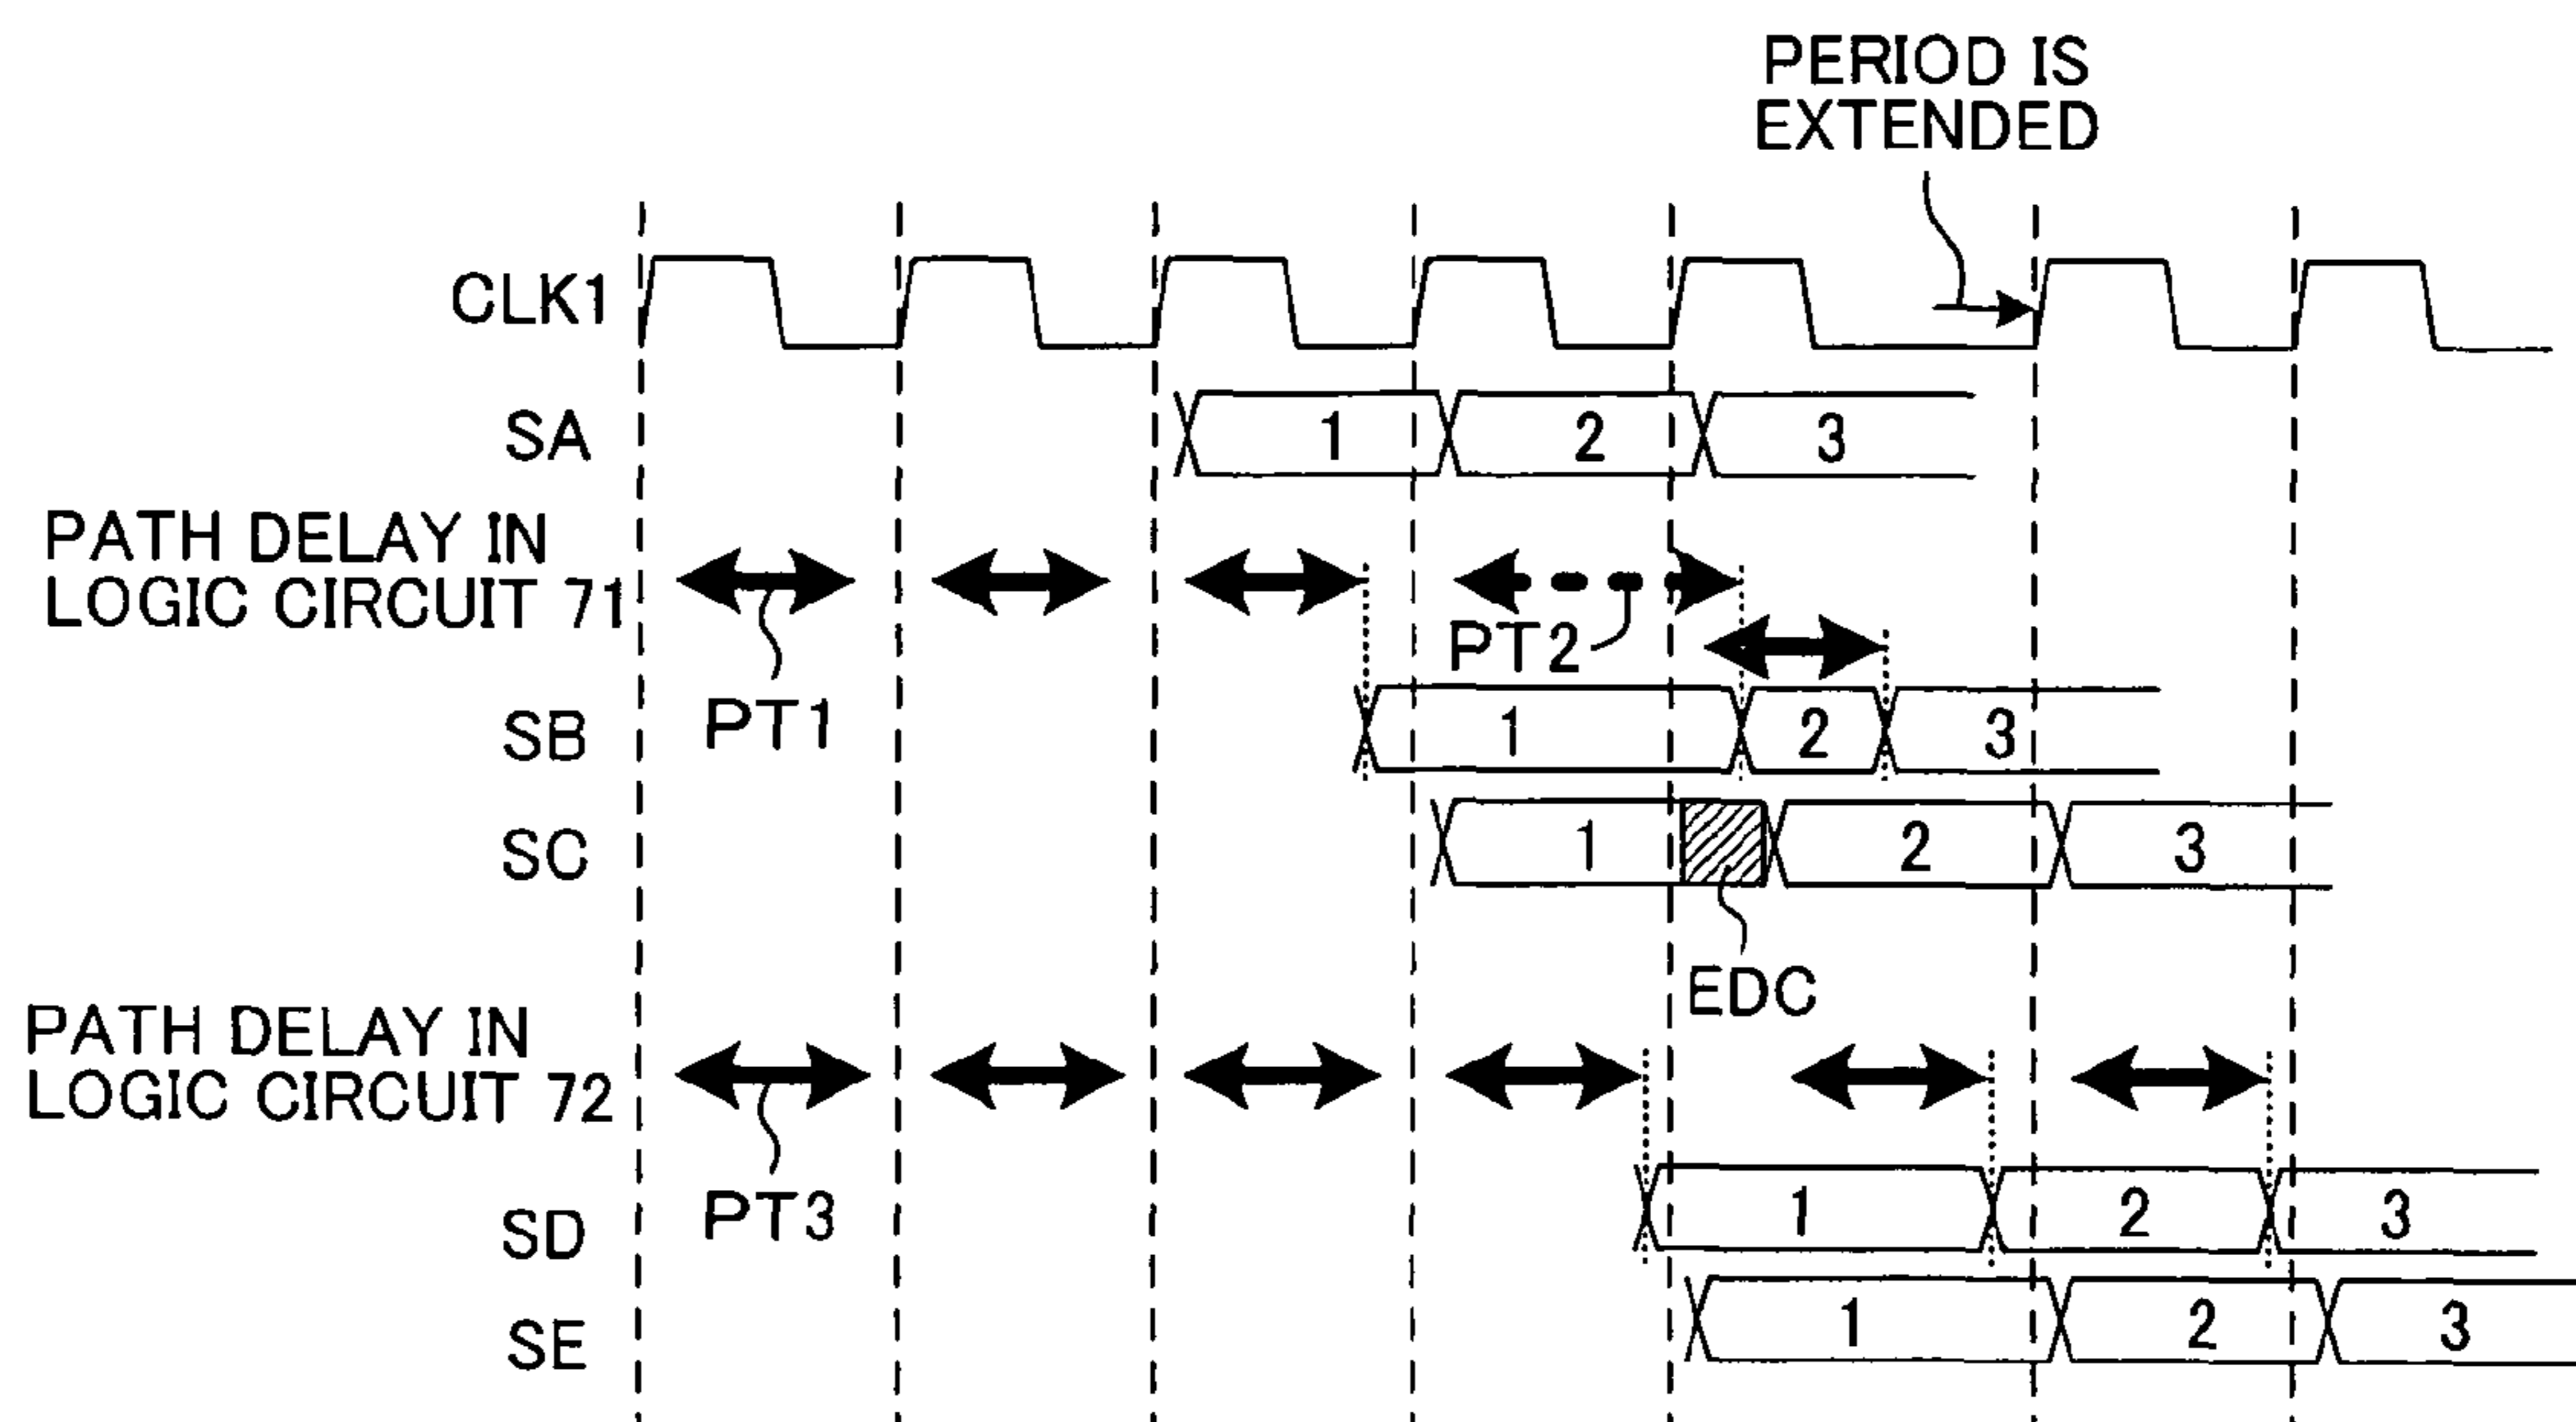 PERIOD IS
EXTENDED
CLK1
SA
1 2 3
PATH DELAY IN
LOGIC CIRCUIT 71
PT1
PT2
SB
1 2 3
SC
1 2 3
EDC
PATH DELAY IN
LOGIC CIRCUIT 72
PT3
SD
1 2 3
SE
1 2 3